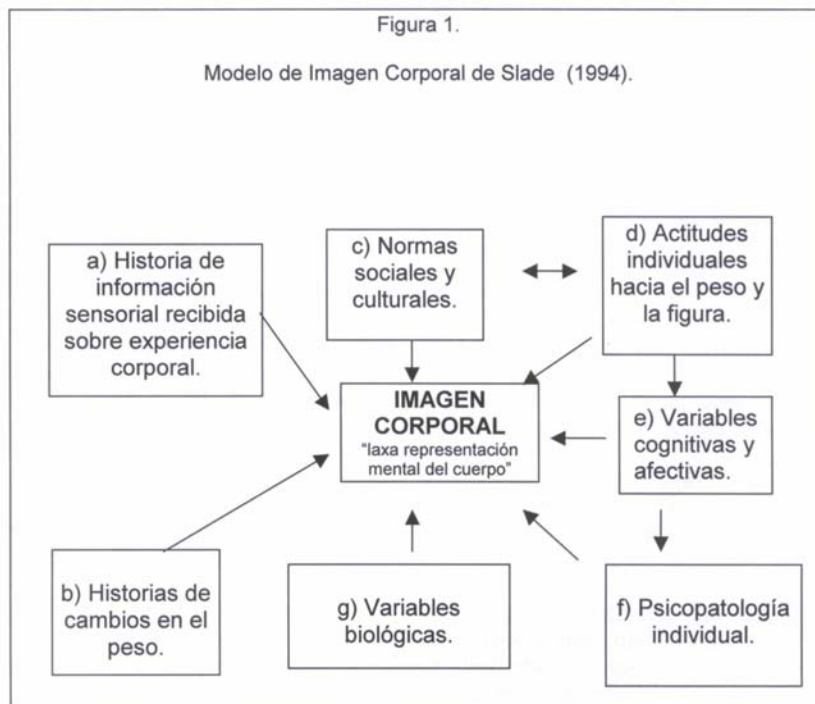 Figura 1.
Modelo de Imagen Corporal de Slade (1994).
a) Historia de
información
sensorial recibida
sobre experiencia
corporal.
c) Normas
sociales y
culturales.
d) Actitudes
individuales
hacia el peso y
la figura.
IMAGEN
CORPORAL
“laxa representación
mental del cuerpo”
e) Variables
cognitivas y
afectivas.
b) Historias de
cambios en el
peso.
g) Variables
biológicas.
f) Psicopatología
individual.